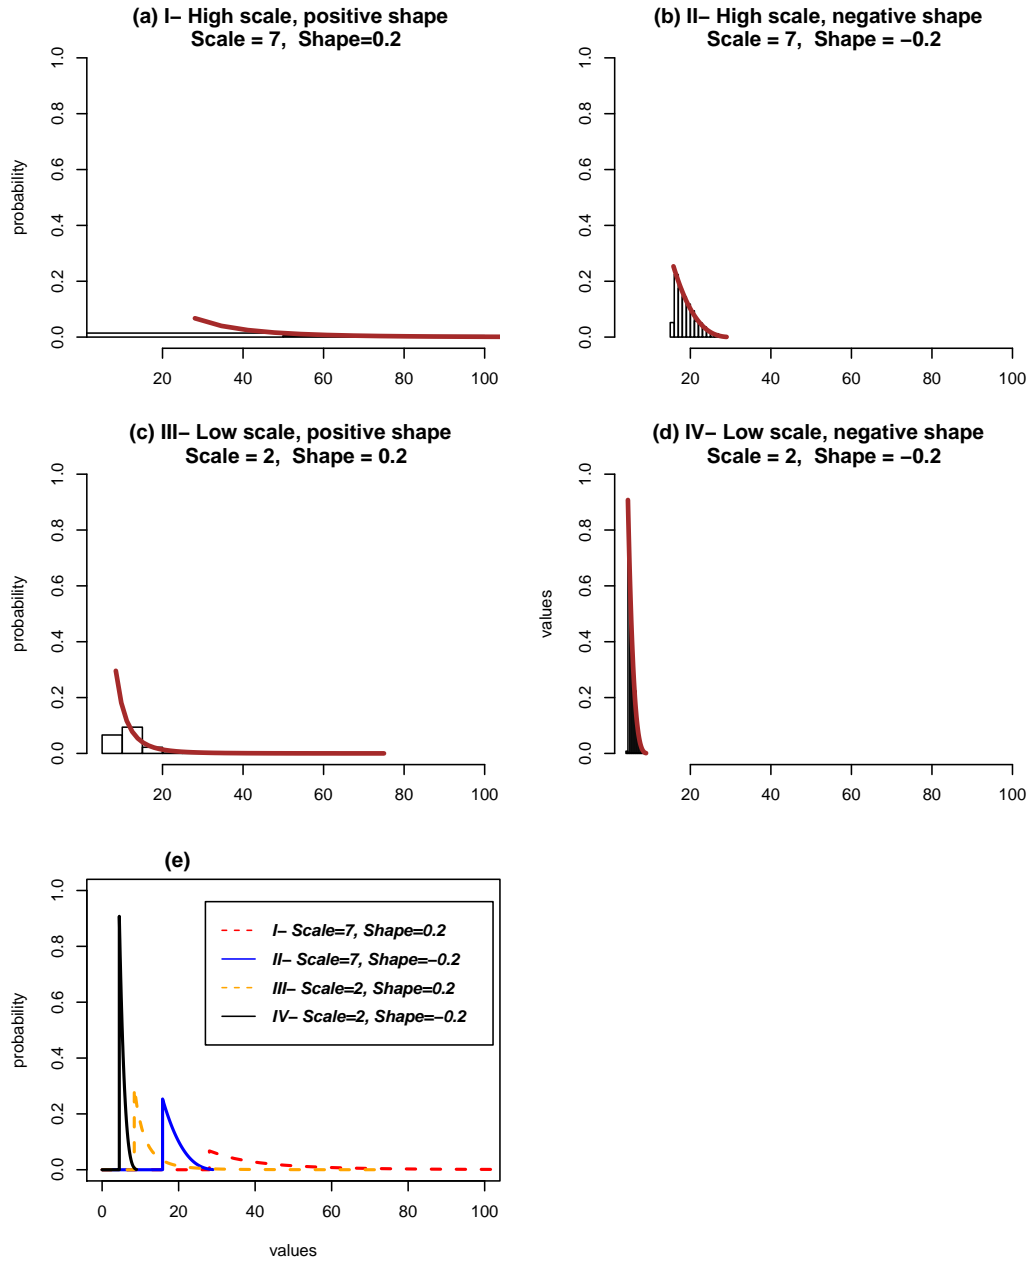 (a) I− High scale, positive shape
Scale = 7,  Shape=0.2
1.0
0.8
0.6
0.4
0.2
0.0
probability
20 40 60 80 100
(b) II− High scale, negative shape
Scale = 7,  Shape = −0.2
1.0
0.8
0.6
0.4
0.2
0.0
20 40 60 80 100
(c) III− Low scale, positive shape
Scale = 2,  Shape = 0.2
1.0
0.8
0.6
0.4
0.2
0.0
probability
20 40 60 80 100
(d) IV− Low scale, negative shape
Scale = 2,  Shape = −0.2
1.0
0.8
0.6
0.4
0.2
0.0
values
20 40 60 80 100
(e)
1.0
0.8
0.6
0.4
0.2
0.0
probability
I− Scale=7, Shape=0.2
II− Scale=7, Shape=−0.2
III− Scale=2, Shape=0.2
IV− Scale=2, Shape=−0.2
0 20 40 60 80 100
values